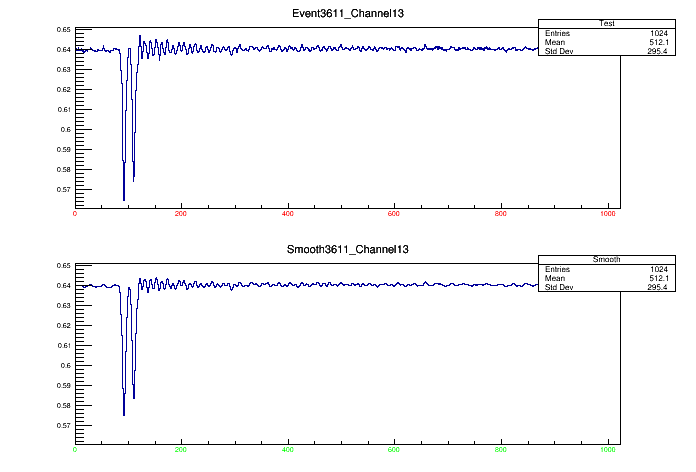 Event3611_Channel13
Test
Entries 1024
Mean 512.1
Std Dev 295.4
0.65
0.64
0.63
0.62
0.61
0.6
0.59
0.58
0.57
0 200 400 600 800 1000
Smooth3611_Channel13
Smooth
Entries 1024
Mean 512.1
Std Dev 295.4
0.65
0.64
0.63
0.62
0.61
0.6
0.59
0.58
0.57
0 200 400 600 800 1000